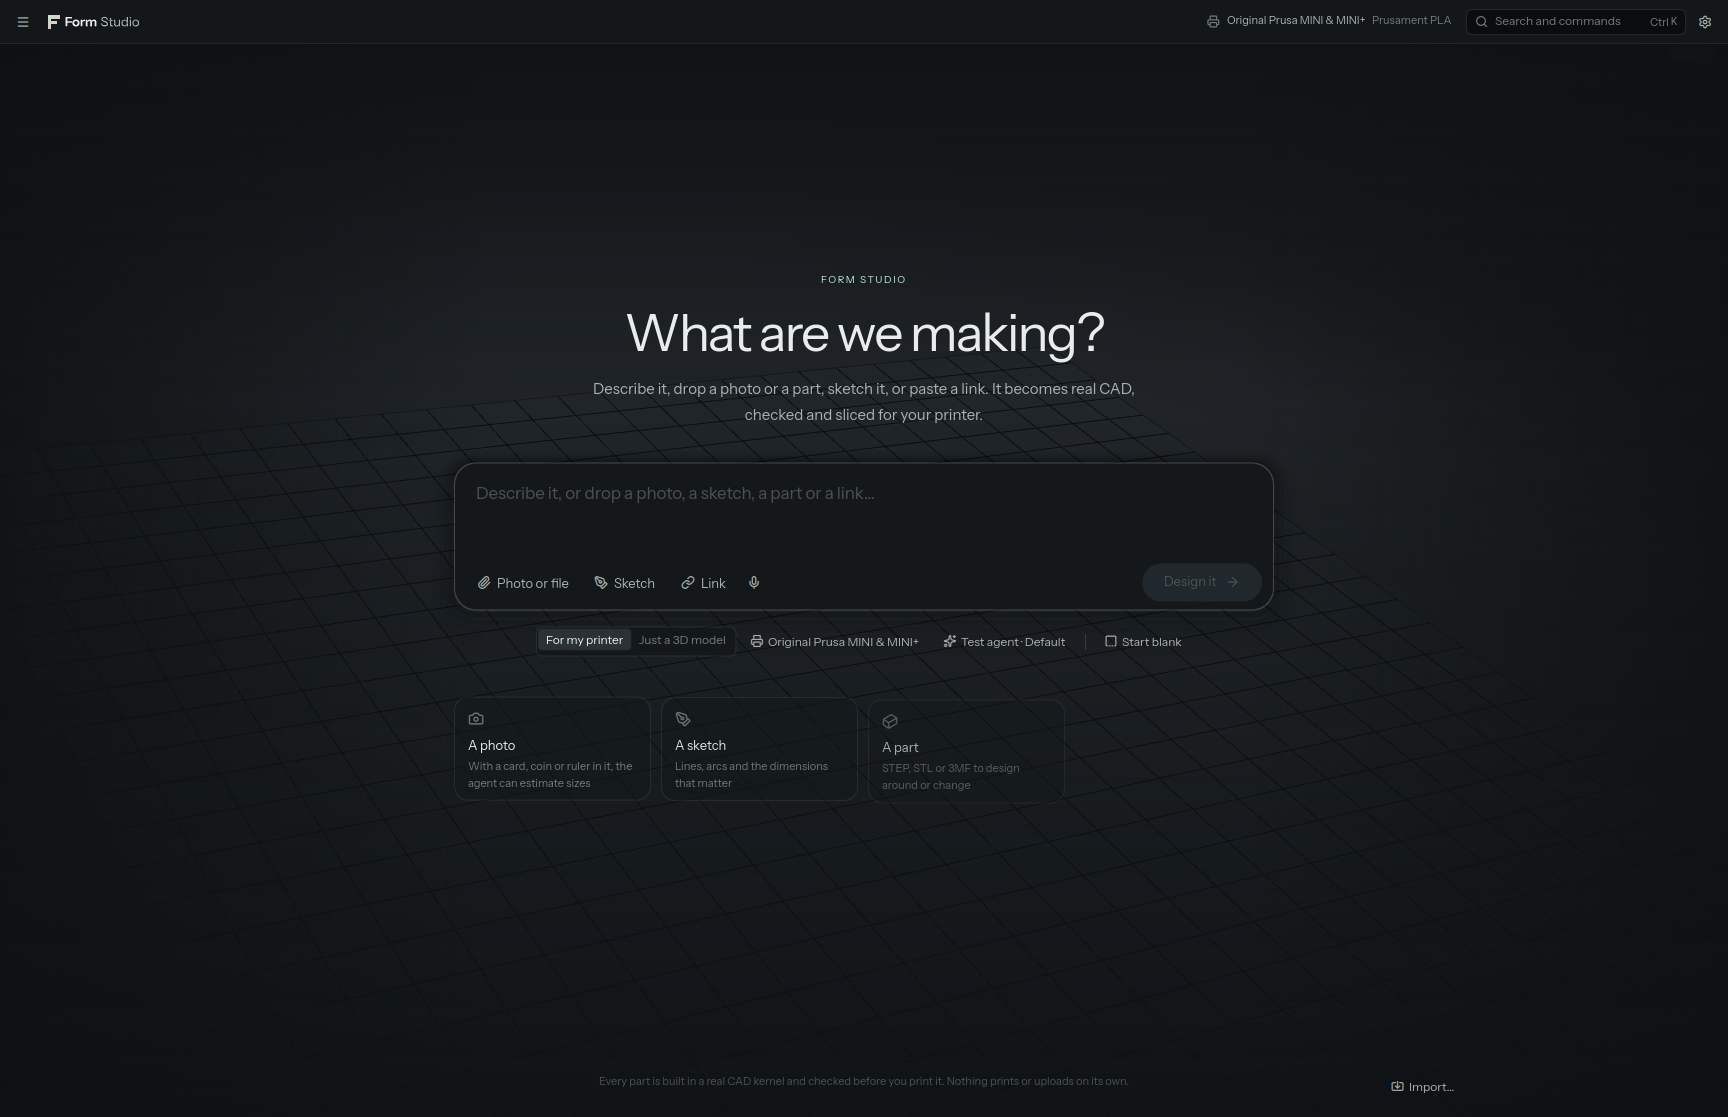 Form Studio
Original Prusa MINI & MINI+ Prusament PLA
Search and commands Ctrl K
FORM STUDIO
What are we making?
Describe it, drop a photo or a part, sketch it, or paste a link. It becomes real CAD,
checked and sliced for your printer.
Describe it, or drop a photo, a sketch, a part or a link...
Photo or file Sketch Link Design it
For my printer Just a 3D model Original Prusa MINI & MINI+ Test agent · Default Start blank
A photo
With a card, coin or ruler in it, the
agent can estimate sizes
A sketch
Lines, arcs and the dimensions
that matter
A part
STEP, STL or 3MF to design
around or change
Every part is built in a real CAD kernel and checked before you print it. Nothing prints or uploads on its own.
Import...